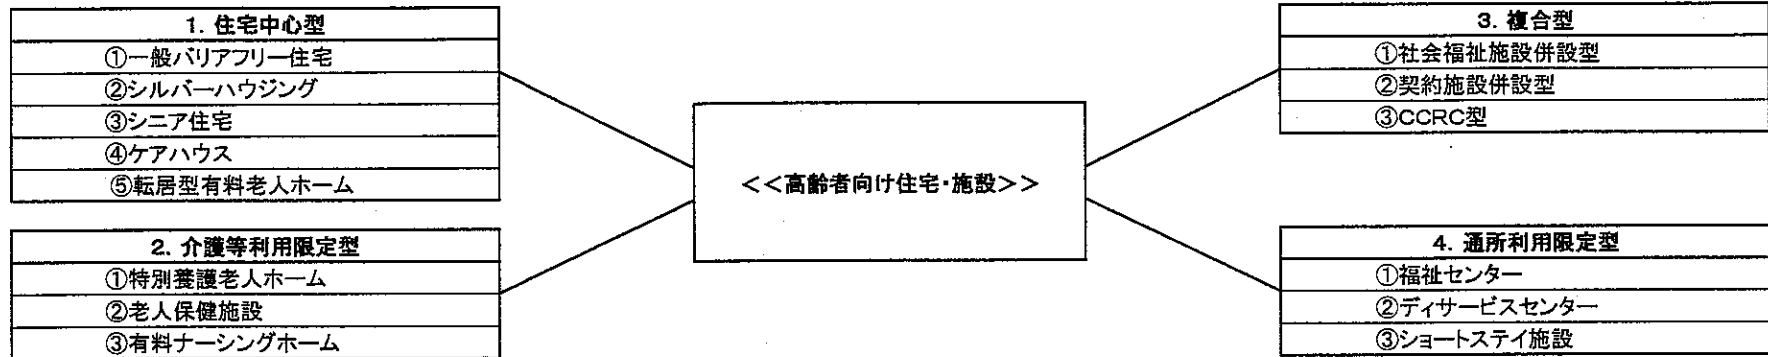 1. 住宅中心型
①一般バリアフリー住宅
②シルバーハウジング
③シニア住宅
④ケアハウス
⑤転居型有料老人ホーム
2. 介護等利用限定型
①特別養護老人ホーム
②老人保健施設
③有料ナーシングホーム
<<高齢者向け住宅・施設>>
3. 複合型
①社会福祉施設併設型
②契約施設併設型
③CCRC型
4. 通所利用限定型
①福祉センター
②ディサービスセンター
③ショートステイ施設